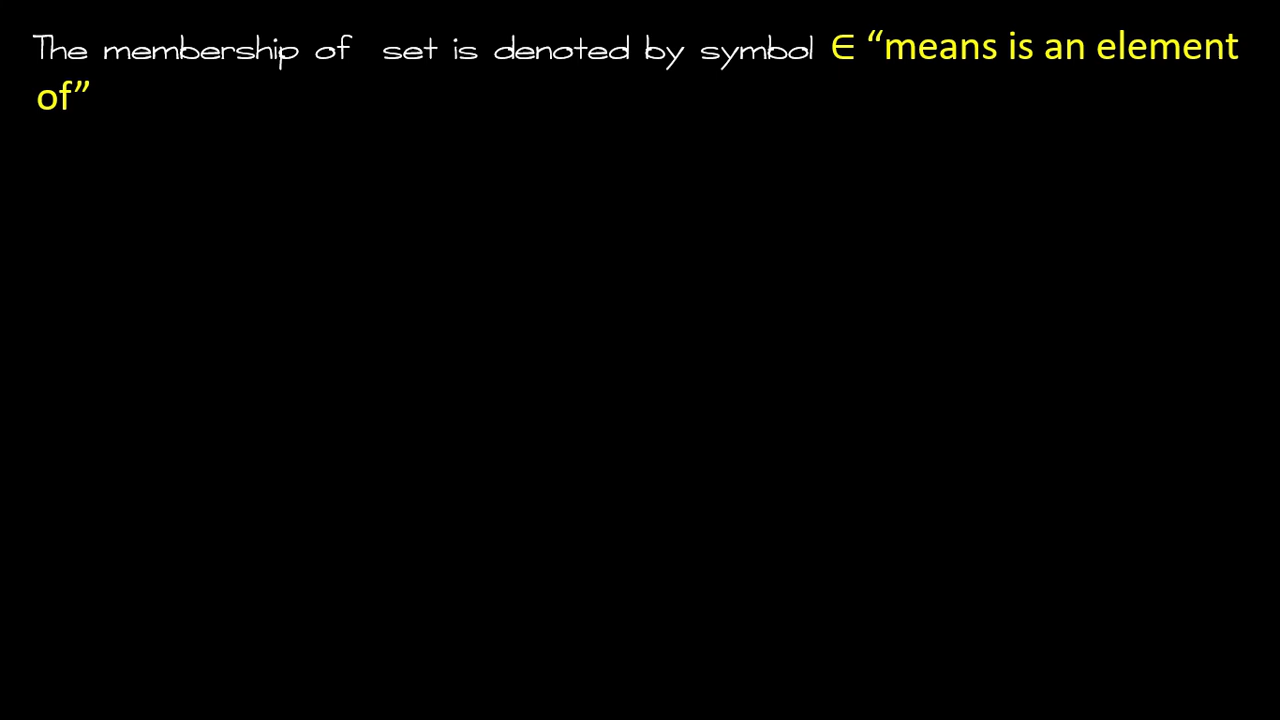 The membership of set is denoted by symbol ∈ “means is an element
of”